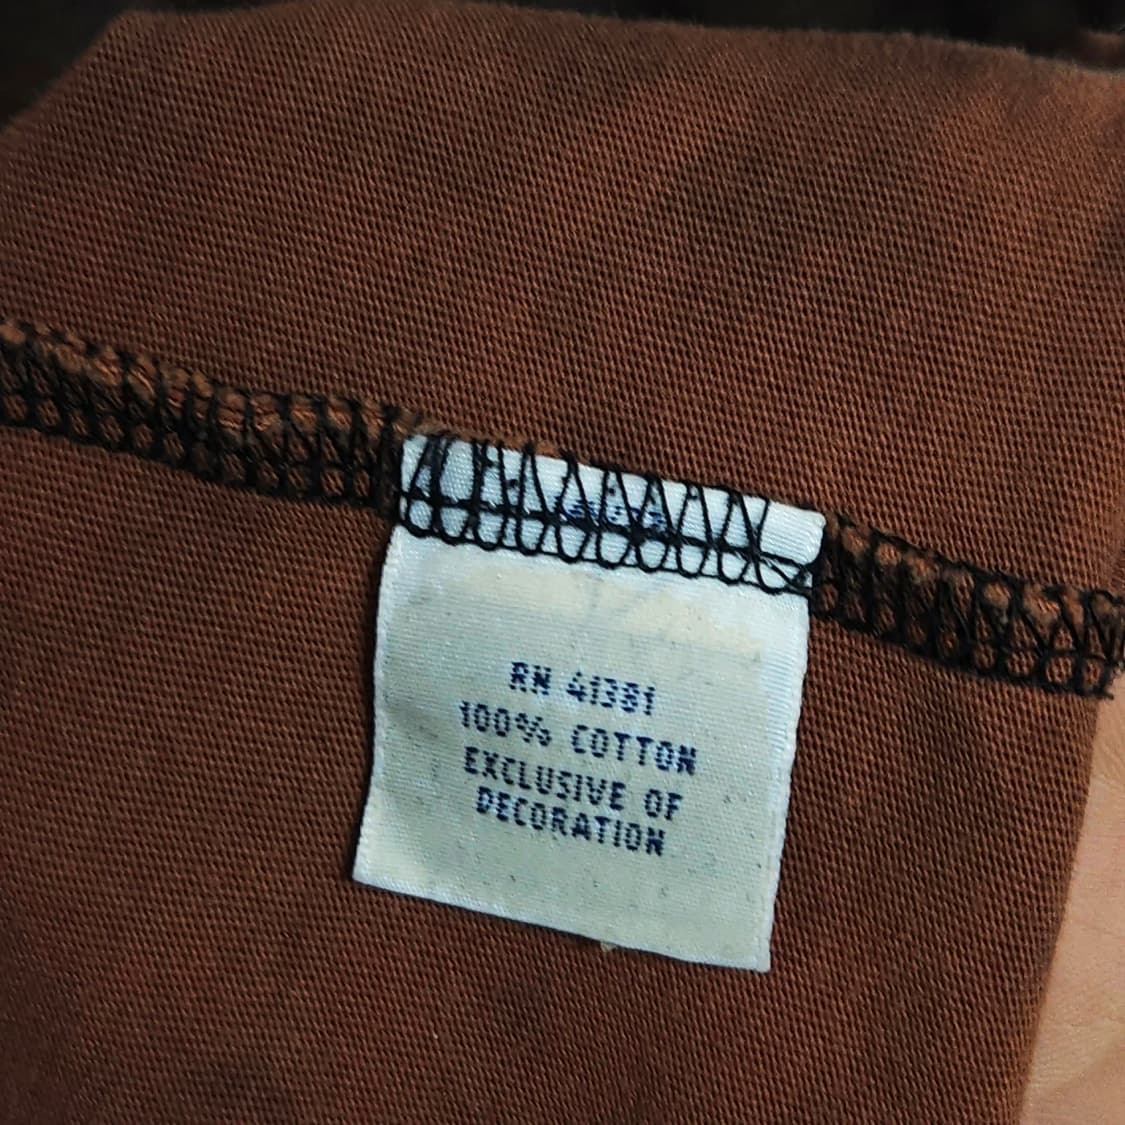 RN 41381
100% COTTON
EXCLUSIVE OF
DECORATION